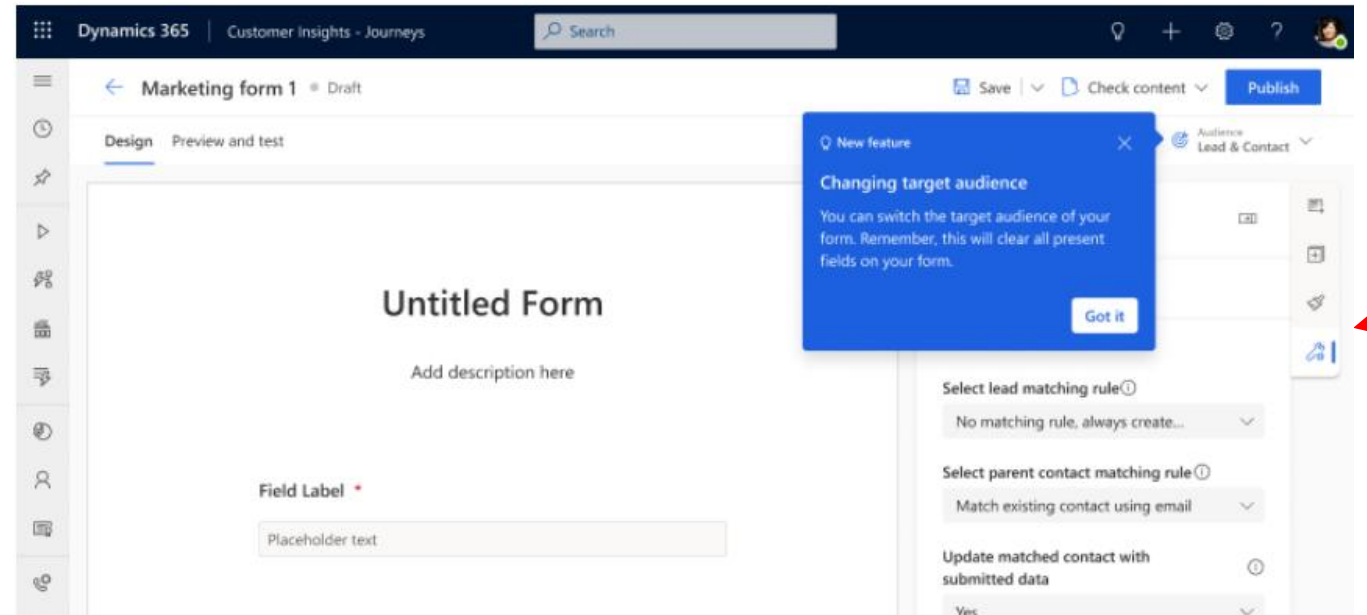 Dynamics 365 | Customer Insights - Journeys
Search
?
Marketing form 1
Draft
Save
Check content
Publish
Design
Preview and test
Audience
Lead & Contact
New feature
Changing target audience
You can switch the target audience of your
form. Remember, this will clear all present
fields on your form.
Got it
Untitled Form
Add description here
Field Label *
Placeholder text
Select lead matching rule
No matching rule, always create...
Select parent contact matching rule
Match existing contact using email
Update matched contact with
submitted data
Yes